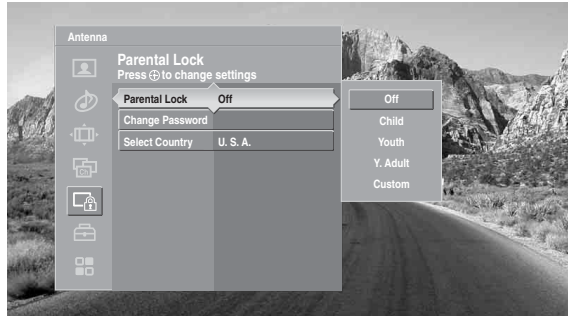 Antenna
Parental Lock
Press to change settings
Parental Lock Off
Change Password
Select Country U. S. A.
Off
Child
Youth
Y. Adult
Custom